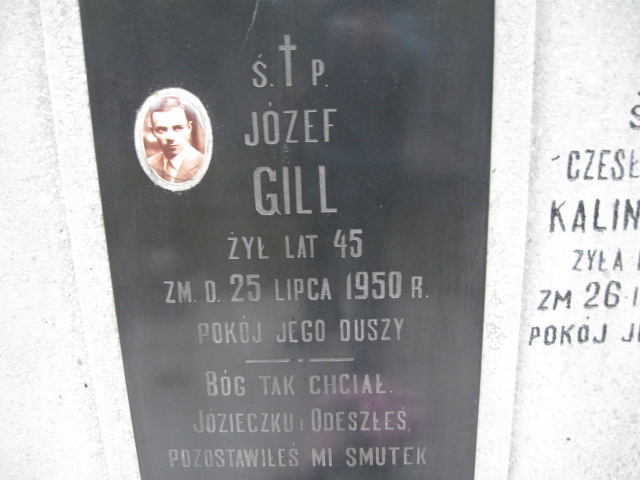 Ś. † P.
JÓZEF
GILL
ŻYŁ LAT 45
ZM. D. 25 LIPCA 1950 R.
POKÓJ JEGO DUSZY
BÓG TAK CHCIAŁ.
JÓZIECZKU! ODESZŁEŚ,
POZOSTAWIŁEŚ MI SMUTEK
Ś
CZESŁ
KALIN
ŻYŁA
ZM 26
POKÓJ